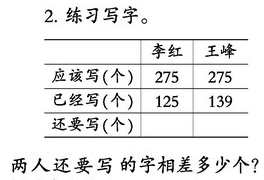 2. 练习写字。
李红 王峰
应该写(个) 275 275
已经写(个) 125 139
还要写(个)
两人还要写的字相差多少个?